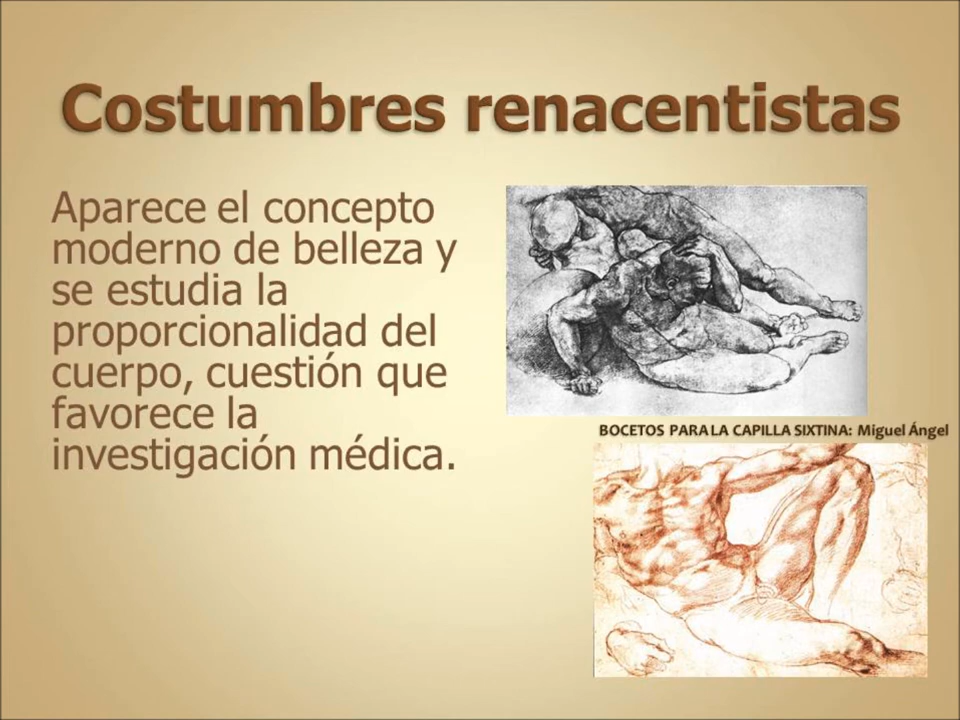 Costumbres renacentistas
Aparece el concepto
moderno de belleza y
se estudia la
proporcionalidad del
cuerpo, cuestión que
favorece la
investigación médica.
BOCETOS PARA LA CAPILLA SIXTINA: Miguel Ángel